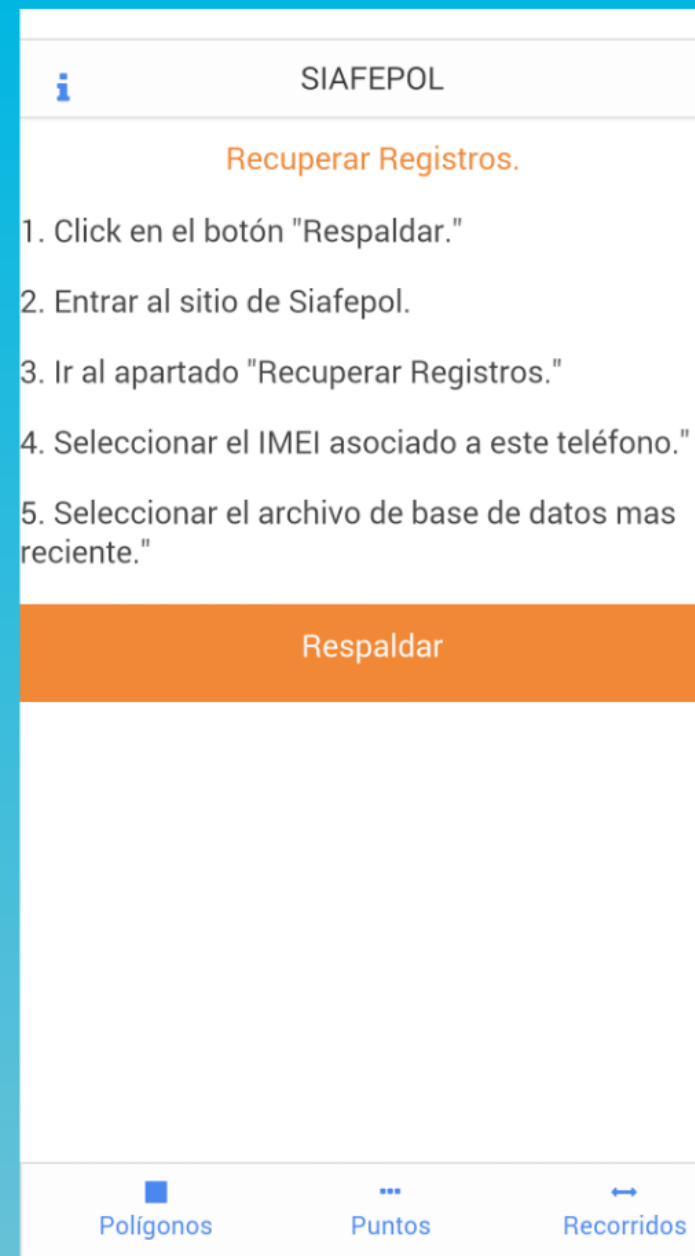 SIAFEPOL
Recuperar Registros.
1. Click en el botón "Respaldar."
2. Entrar al sitio de Siafepol.
3. Ir al apartado "Recuperar Registros."
4. Seleccionar el IMEI asociado a este teléfono."
5. Seleccionar el archivo de base de datos mas
reciente."
Respaldar
Polígonos Puntos Recorridos